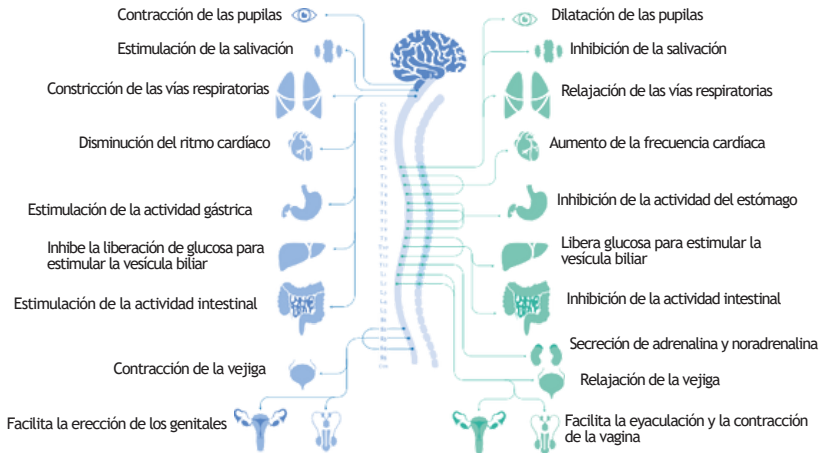 Contracción de las pupilas
Estimulación de la salivación
Constricción de las vías respiratorias
Disminución del ritmo cardíaco
Estimulación de la actividad gástrica
Inhibe la liberación de glucosa para
estimular la vesícula biliar
Estimulación de la actividad intestinal
Contracción de la vejiga
Facilita la erección de los genitales
Dilatación de las pupilas
Inhibición de la salivación
Relajación de las vías respiratorias
Aumento de la frecuencia cardíaca
Inhibición de la actividad del estómago
Libera glucosa para estimular la
vesícula biliar
Inhibición de la actividad intestinal
Secreción de adrenalina y noradrenalina
Relajación de la vejiga
Facilita la eyaculación y la contracción
de la vagina